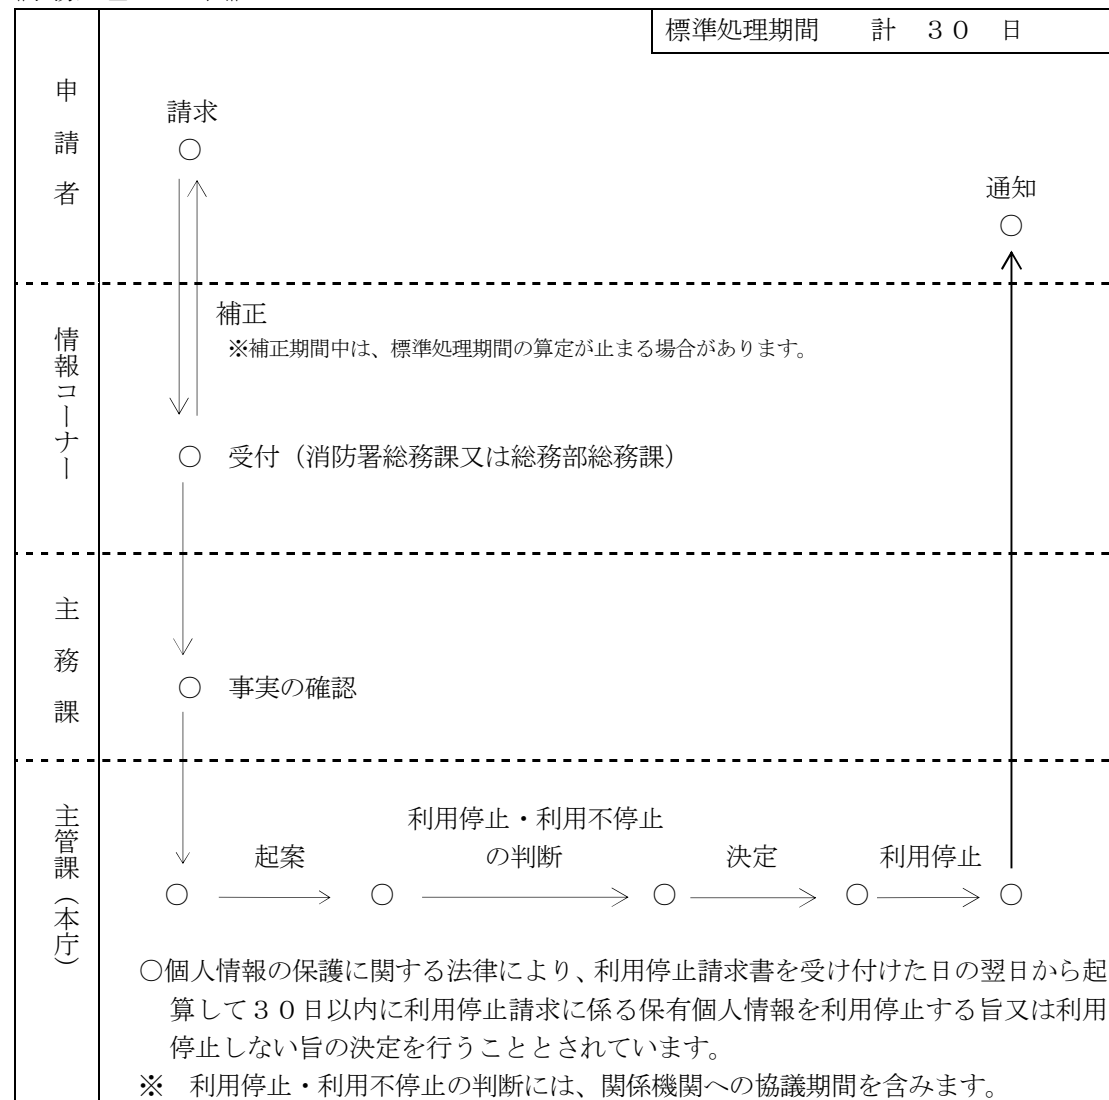 標準処理期間　計　３０　日
申請者
請求
○
通知
○
情報コーナー
補正
※補正期間中は、標準処理期間の算定が止まる場合があります。
○　受付（消防署総務課又は総務部総務課）
主務課
○　事実の確認
主管課（本庁）
起案
利用停止・利用不停止
の判断
決定
利用停止
○　○　○　○　○
○個人情報の保護に関する法律により、利用停止請求書を受け付けた日の翌日から起
算して３０日以内に利用停止請求に係る保有個人情報を利用停止する旨又は利用
停止しない旨の決定を行うこととされています。
※　利用停止・利用不停止の判断には、関係機関への協議期間を含みます。